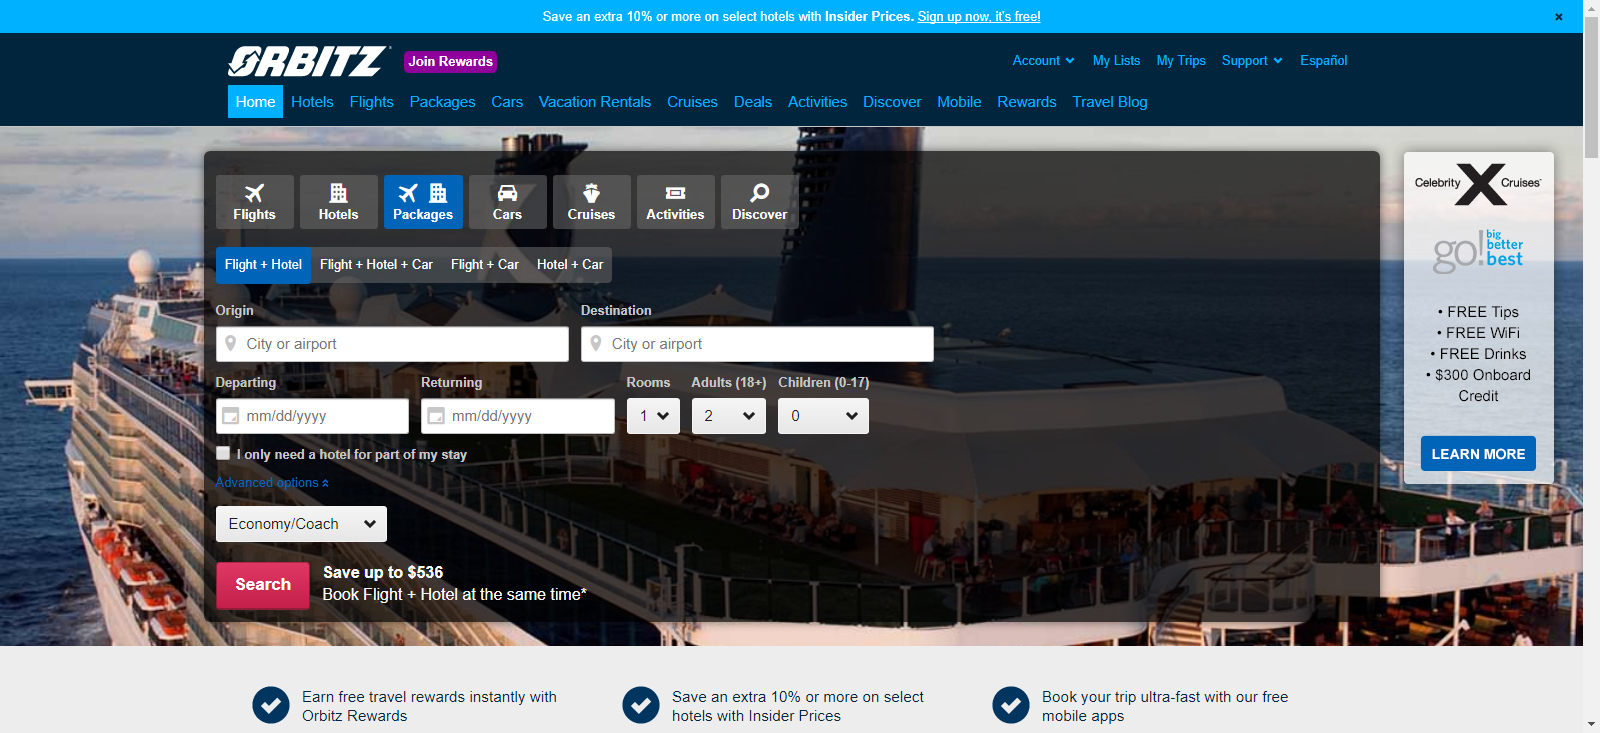 Save an extra 10% or more on select hotels with Insider Prices. Sign up now, it's free!
×
ORBITZ
Join Rewards
Account My Lists My Trips Support Español
Home Hotels Flights Packages Cars Vacation Rentals Cruises Deals Activities Discover Mobile Rewards Travel Blog
Flights Hotels Packages Cars Cruises Activities Discover
Flight + Hotel Flight + Hotel + Car Flight + Car Hotel + Car
Origin Destination
City or airport City or airport
Departing Returning Rooms Adults (18+) Children (0-17)
mm/dd/yyyy mm/dd/yyyy 1 2 0
I only need a hotel for part of my stay
Advanced options
Economy/Coach
Search
Save up to $536
Book Flight + Hotel at the same time*
Celebrity X Cruises
go! big
better
best
• FREE Tips
• FREE WiFi
• FREE Drinks
• $300 Onboard
Credit
LEARN MORE
Earn free travel rewards instantly with
Orbitz Rewards
Save an extra 10% or more on select
hotels with Insider Prices
Book your trip ultra-fast with our free
mobile apps